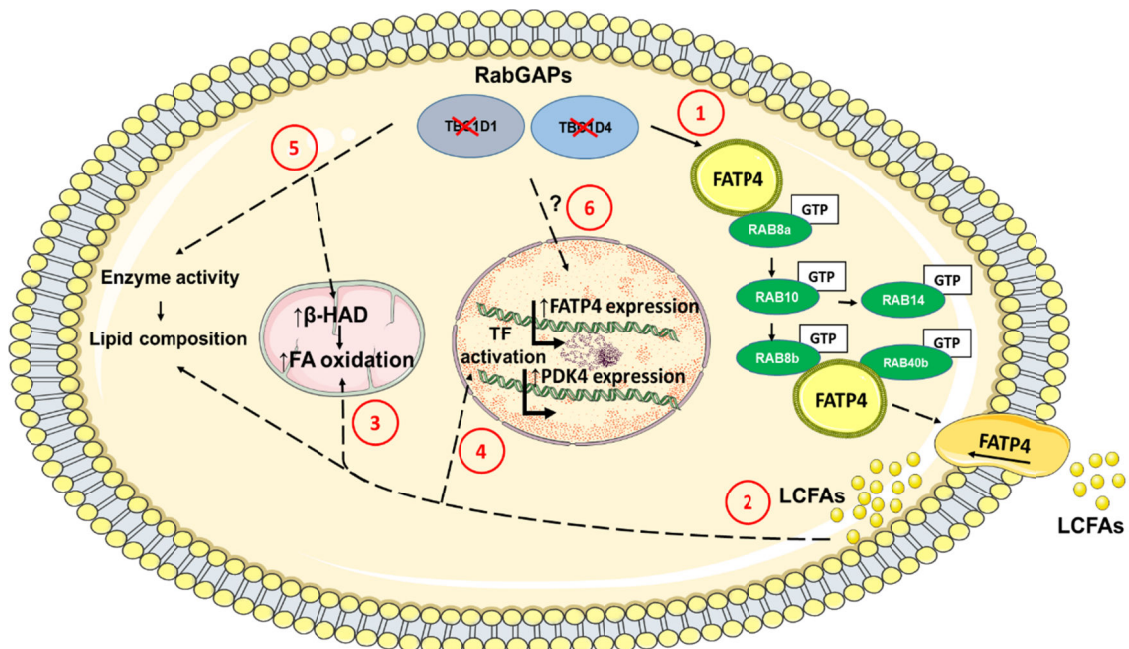 RabGAPs
TBC1D1
TBC1D4
1
FATP4
GTP
RAB8a
GTP
RAB10
GTP
RAB14
GTP
RAB8b
GTP
RAB40b
FATP4
FATP4
LCFAs
2
LCFAs
5
Enzyme activity
Lipid composition
↑β-HAD
↑FA oxidation
3
4
?
6
↑FATP4 expression
TF
activation
↑PDK4 expression